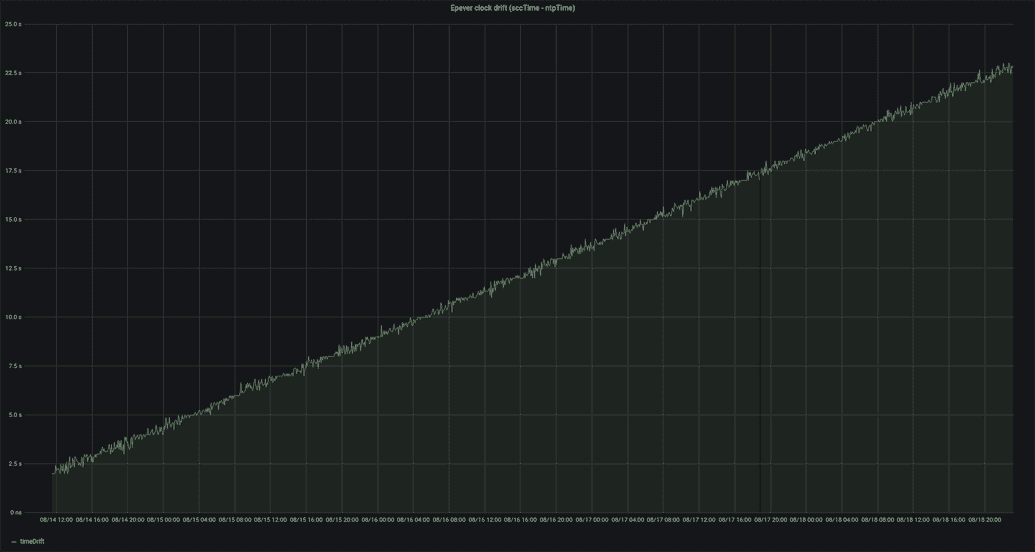 Epever clock drift (sccTime - ntpTime)
25.0 s
22.5 s
20.0 s
17.5 s
15.0 s
12.5 s
10.0 s
7.5 s
5.0 s
2.5 s
0 ns
08/14 12:00 08/14 16:00 08/14 20:00 08/15 00:00 08/15 04:00 08/15 08:00 08/15 12:00 08/15 16:00 08/15 20:00 08/16 00:00 08/16 04:00 08/16 08:00 08/16 12:00 08/16 16:00 08/16 20:00 08/17 00:00 08/17 04:00 08/17 08:00 08/17 12:00 08/17 16:00 08/17 20:00 08/18 00:00 08/18 04:00 08/18 08:00 08/18 12:00 08/18 16:00 08/18 20:00
timeDrift